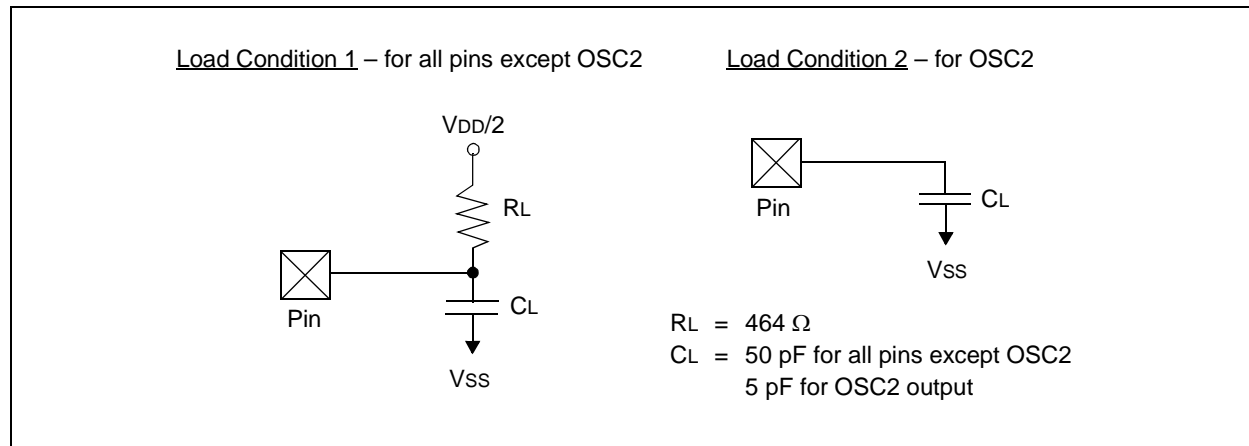 Load Condition 1 – for all pins except OSC2
VDD/2
RL
Pin
CL
VSS
Load Condition 2 – for OSC2
Pin
CL
VSS
RL = 464 Ω
CL = 50 pF for all pins except OSC2
5 pF for OSC2 output